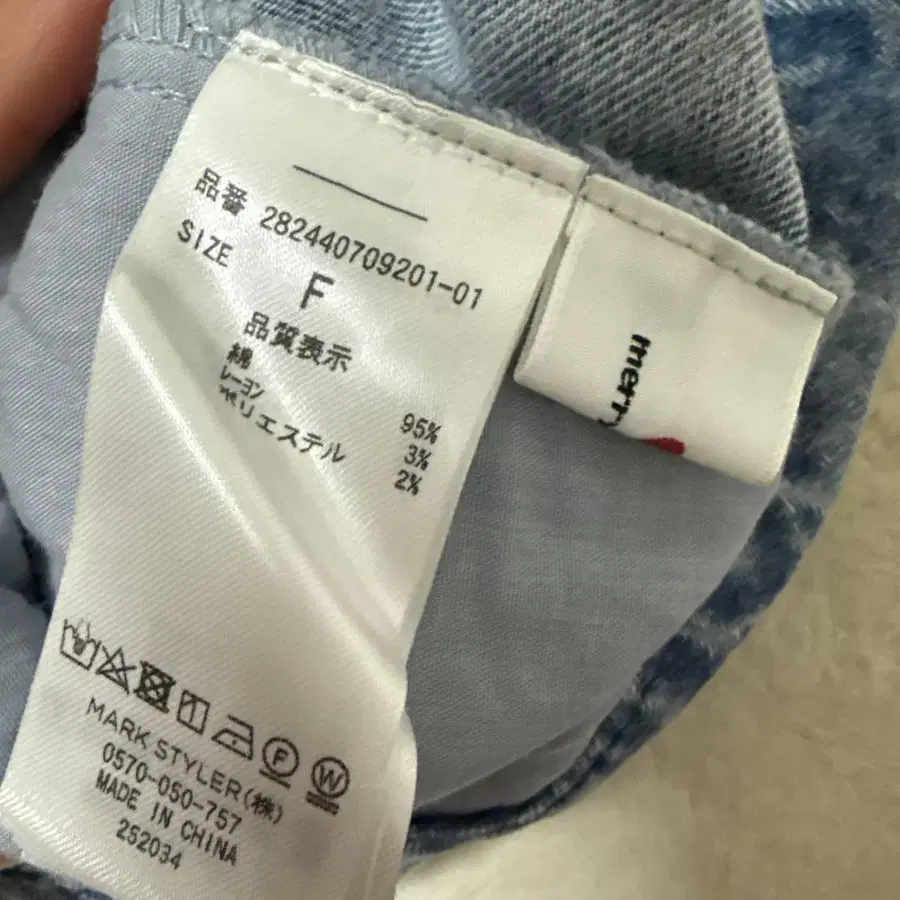 品番 282440709201-01
SIZE
F
品質表示
綿 95%
レーヨン 3%
ポリエステル 2%
F
W
MARK STYLER(株)
0570-050-757
MADE IN CHINA
252034
merry